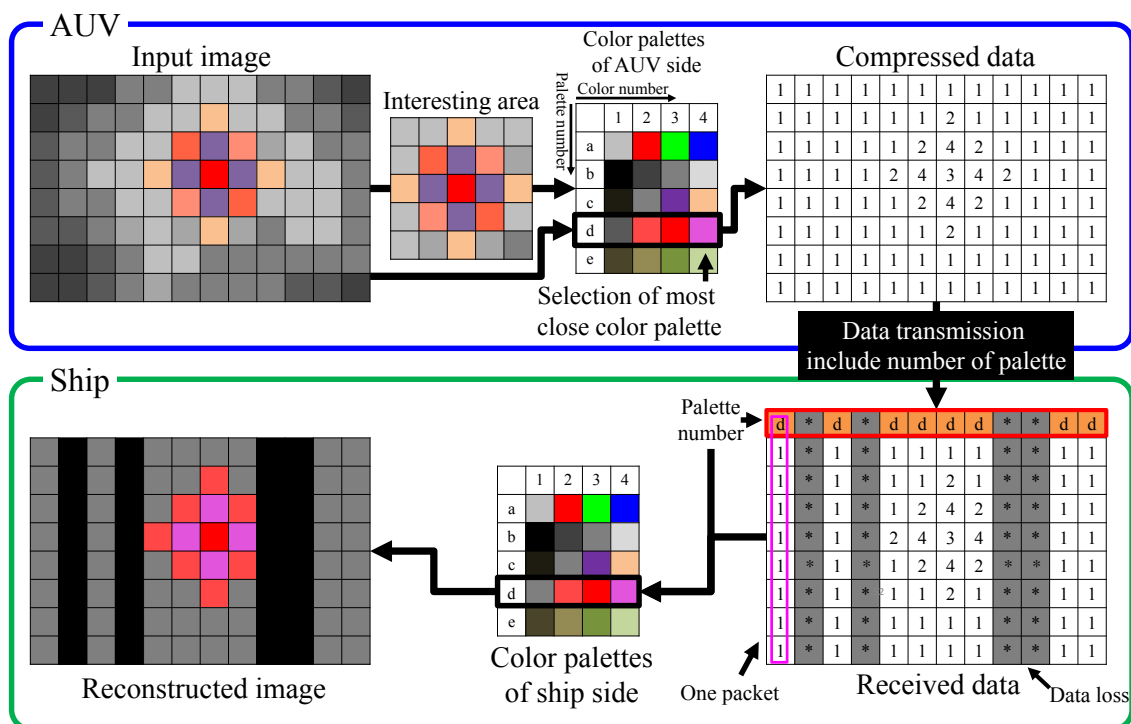 AUV
Input image
Interesting area
Color palettes
of AUV side
Color number
Palette number
1 2 3 4
a
b
c
d
e
Selection of most
close color palette
Compressed data
1 1 1 1 1 1 1 1 1 1 1 1
1 1 1 1 1 1 2 1 1 1 1 1
1 1 1 1 1 2 4 2 1 1 1 1
1 1 1 1 2 4 3 4 2 1 1 1
1 1 1 1 1 2 4 2 1 1 1 1
1 1 1 1 1 1 2 1 1 1 1 1
1 1 1 1 1 1 1 1 1 1 1 1
1 1 1 1 1 1 1 1 1 1 1 1
Data transmission
include number of palette
Ship
Palette
number
d * d * d d d d * * d d
1 * 1 * 1 1 1 1 * * 1 1
1 * 1 * 1 1 2 1 * * 1 1
1 * 1 * 1 2 4 2 * * 1 1
1 * 1 * 2 4 3 4 * * 1 1
1 * 1 * 1 2 4 2 * * 1 1
1 * 1 * 2 1 1 2 1 * * 1 1
1 * 1 * 1 1 1 1 * * 1 1
1 * 1 * 1 1 1 1 * * 1 1
One packet
Received data
Data loss
1 2 3 4
a
b
c
d
e
Color palettes
of ship side
Reconstructed image